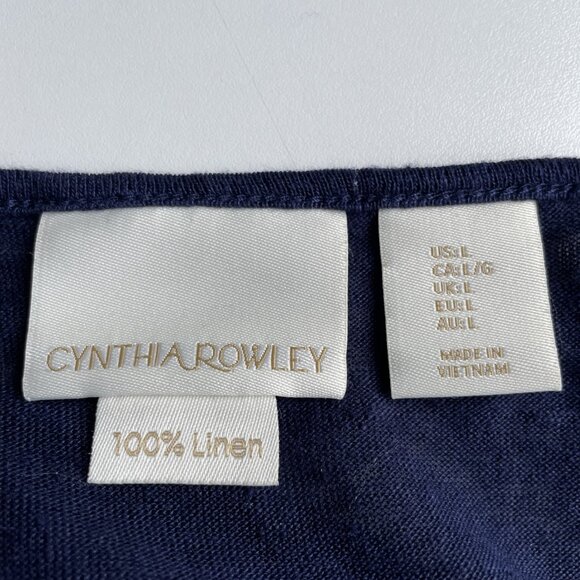 CYNTHIA ROWLEY
100% Linen
US: L
CA: L/G
UK: L
EU: L
AU: L
MADE IN
VIETNAM